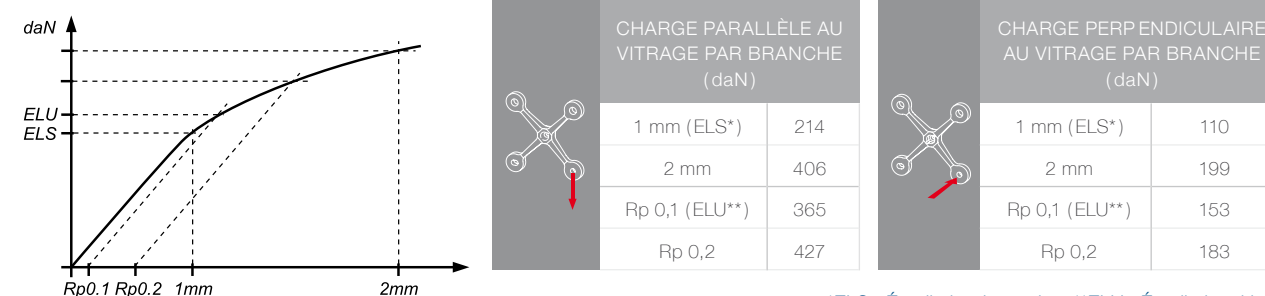 daN
ELU
ELS
Rp0.1 Rp0.2 1mm 2mm
CHARGE PARALLÈLE AU
VITRAGE PAR BRANCHE
(daN)
1 mm (ELS*) 214
2 mm 406
Rp 0,1 (ELU**) 365
Rp 0,2 427
CHARGE PERPENDICULAIRE
AU VITRAGE PAR BRANCHE
(daN)
1 mm (ELS*) 110
2 mm 199
Rp 0,1 (ELU**) 153
Rp 0,2 183